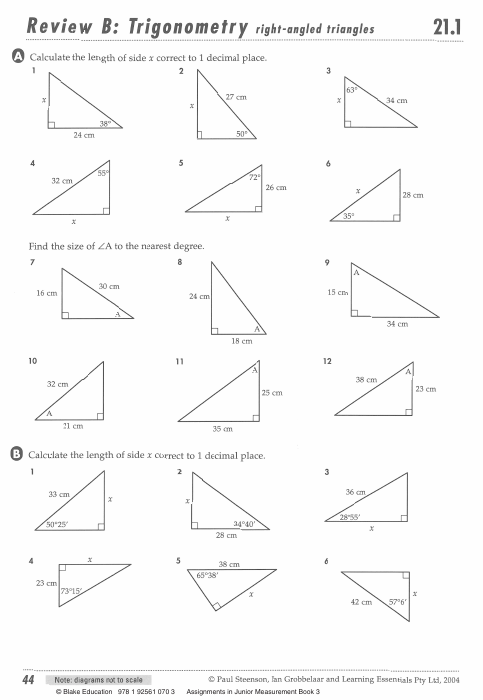 Review B: Trigonometry right-angled triangles 21.1
A Calculate the length of side x correct to 1 decimal place.
1 2 3
x 38° 24 cm
x 27 cm 50°
63° x 34 cm
4 5 6
32 cm 55° x
72° 26 cm x
x 28 cm 35°
Find the size of ∠A to the nearest degree.
7 8 9
16 cm 30 cm A
24 cm A 18 cm
A 15 cm 34 cm
10 11 12
32 cm A 21 cm
A 25 cm 35 cm
38 cm A 23 cm
B Calculate the length of side x correct to 1 decimal place.
1 2 3
33 cm x 50°25'
x 34°40' 28 cm
36 cm 28°55' x
4 5 6
x 23 cm 73°15'
38 cm 65°38' x
x 42 cm 57°6'
44 Note: diagrams not to scale © Paul Steenson, Ian Grobbelaar and Learning Essentials Pty Ltd, 2004
© Blake Education 978 1 92561 070 3 Assignments in Junior Measurement Book 3